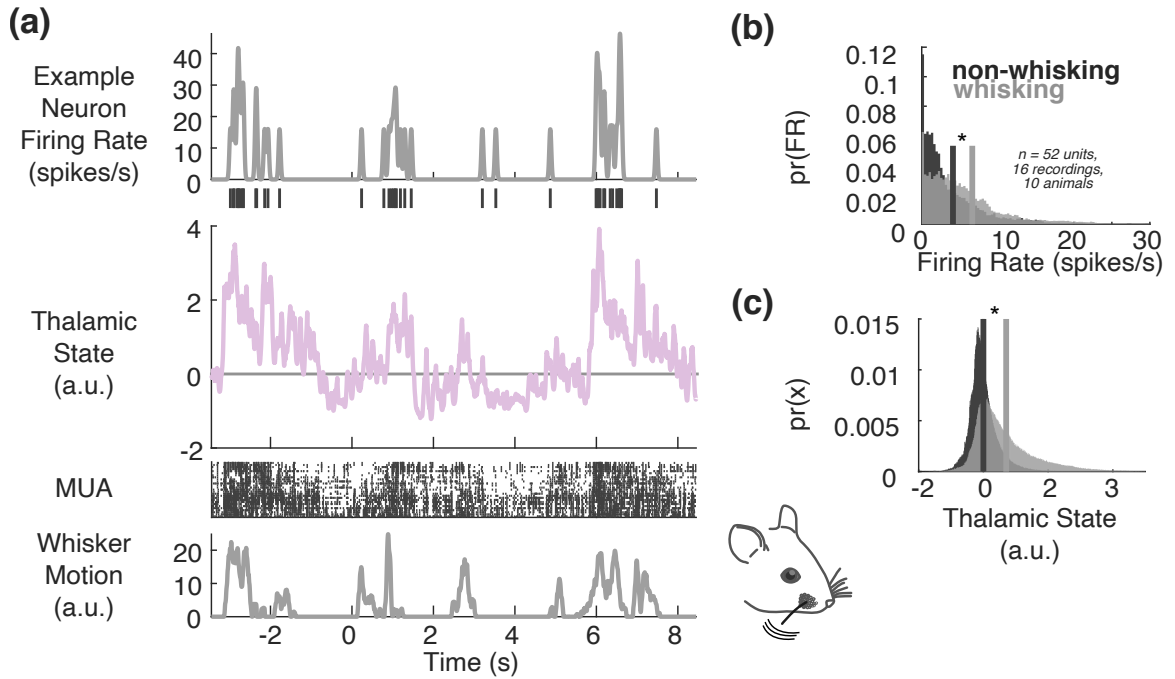 (a)
Example
Neuron
Firing Rate
(spikes/s)
40
30
20
10
0
Thalamic
State
(a.u.)
4
2
0
-2
MUA
Whisker
Motion
(a.u.)
20
10
0
-2 0 2 4 6 8
Time (s)
(b)
pr(FR)
0.12
0.08
0.06
0.04
0.02
0
non-whisking
whisking
*
n = 52 units,
16 recordings,
10 animals
0 10 20 30
Firing Rate (spikes/s)
(c)
pr(x)
0.015
0.01
0.005
0
*
-2 0 2 3
Thalamic State
(a.u.)